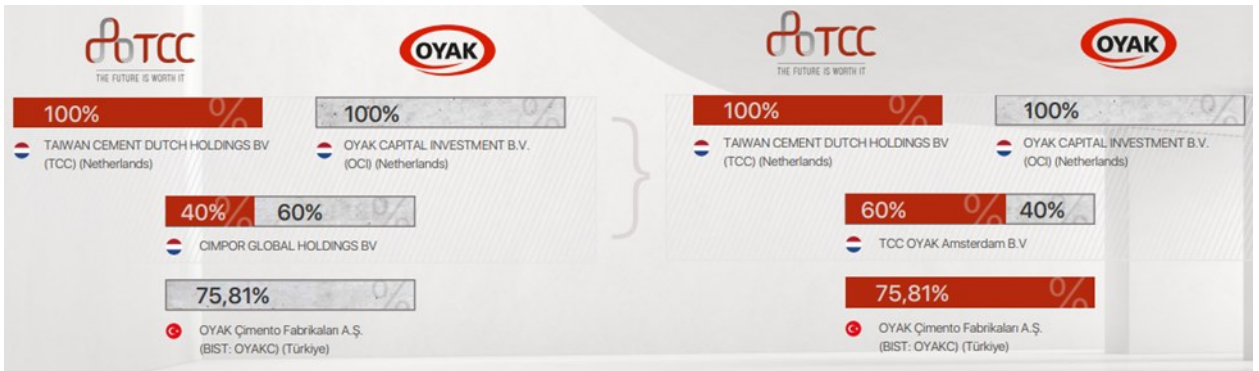 TCC
THE FUTURE IS WORTH IT
OYAK
100%
100%
TAIWAN CEMENT DUTCH HOLDINGS BV
(TCC) (Netherlands)
OYAK CAPITAL INVESTMENT B.V.
(OCI) (Netherlands)
40%
60%
CIMPOR GLOBAL HOLDINGS BV
75,81%
OYAK Çimento Fabrikaları A.Ş.
(BIST: OYAKC) (Türkiye)
TCC
THE FUTURE IS WORTH IT
OYAK
100%
100%
TAIWAN CEMENT DUTCH HOLDINGS BV
(TCC) (Netherlands)
OYAK CAPITAL INVESTMENT B.V.
(OCI) (Netherlands)
60%
40%
TCC OYAK Amsterdam B.V
75,81%
OYAK Çimento Fabrikaları A.Ş.
(BIST: OYAKC) (Türkiye)